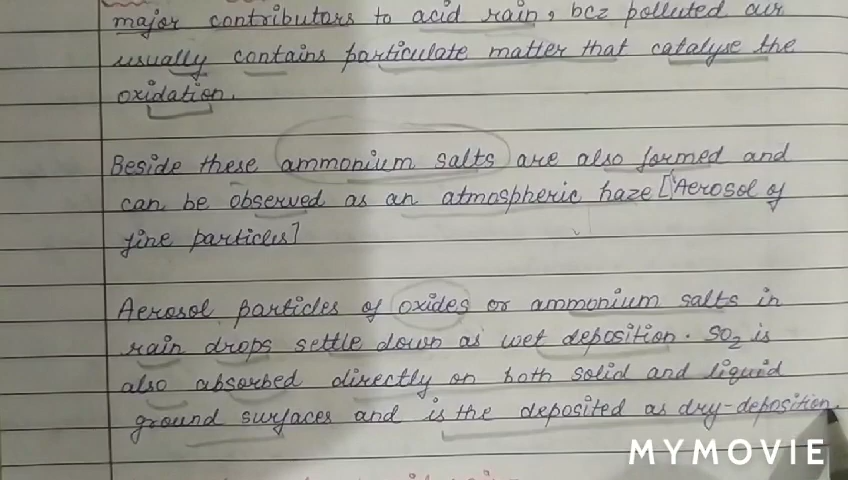 major contributors to acid rain, bcz polluted air
usually contains particulate matter that catalyse the
oxidation.
Beside these ammonium salts are also formed and
can be observed as an atmospheric haze [Aerosol of
fine particles]
Aerosol particles of oxides or ammonium salts in
rain drops settle down as wet deposition. SO2 is
also absorbed directly on both solid and liquid
ground surfaces and is the deposited as dry-deposition.
MYMOVIE